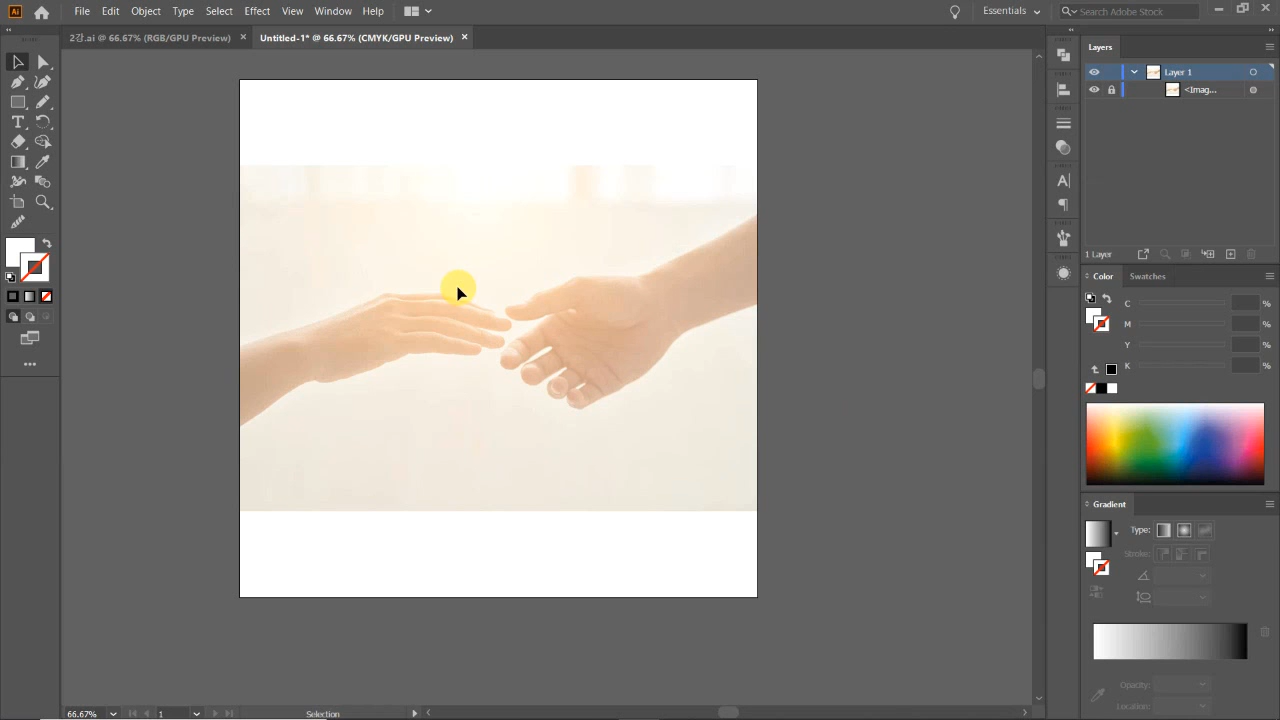 Ai File Edit Object Type Select Effect View Window Help Essentials Search Adobe Stock
2강.ai @ 66.67% (RGB/GPU Preview) × Untitled-1* @ 66.67% (CMYK/GPU Preview) ×
Layers
Layer 1
<Imag...
1 Layer
Color Swatches
C %
M %
Y %
K %
Gradient
Type:
Stroke:
Opacity:
Location:
66.67% 1 Selection